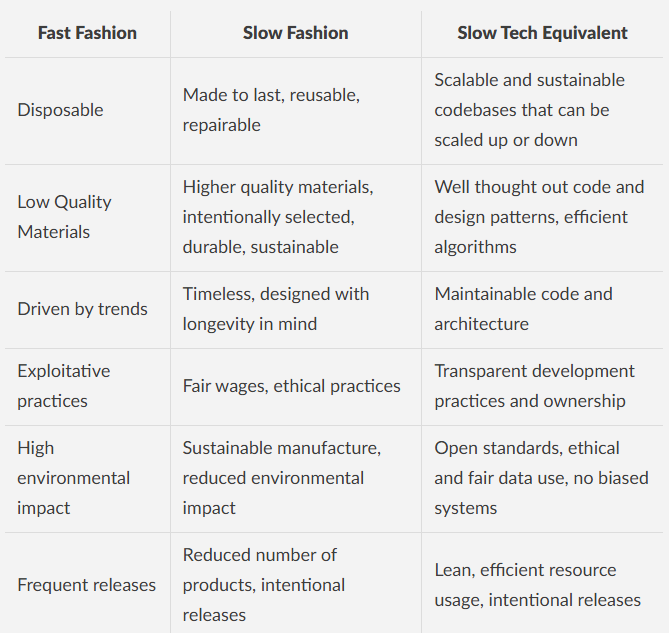 Fast Fashion
Slow Fashion
Slow Tech Equivalent
Disposable
Made to last, reusable,
repairable
Scalable and sustainable
codebases that can be
scaled up or down
Low Quality
Materials
Higher quality materials,
intentionally selected,
durable, sustainable
Well thought out code and
design patterns, efficient
algorithms
Driven by trends
Timeless, designed with
longevity in mind
Maintainable code and
architecture
Exploitative
practices
Fair wages, ethical practices
Transparent development
practices and ownership
High
environmental
impact
Sustainable manufacture,
reduced environmental
impact
Open standards, ethical
and fair data use, no biased
systems
Frequent releases
Reduced number of
products, intentional
releases
Lean, efficient resource
usage, intentional releases